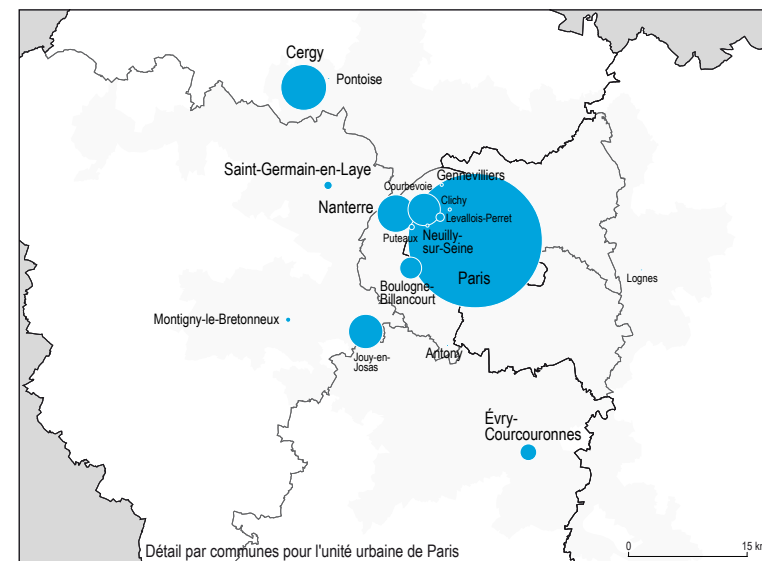 Cergy
Pontoise
Saint-Germain-en-Laye
Gennevilliers
Courbevoie
Clichy
Nanterre
Levallois-Perret
Puteaux
Neuilly-
sur-Seine
Paris
Lognes
Boulogne-
Billancourt
Montigny-le-Bretonneux
Antony
Jouy-en-
Josas
Évry-
Courcouronnes
Détail par communes pour l'unité urbaine de Paris
0
15 km